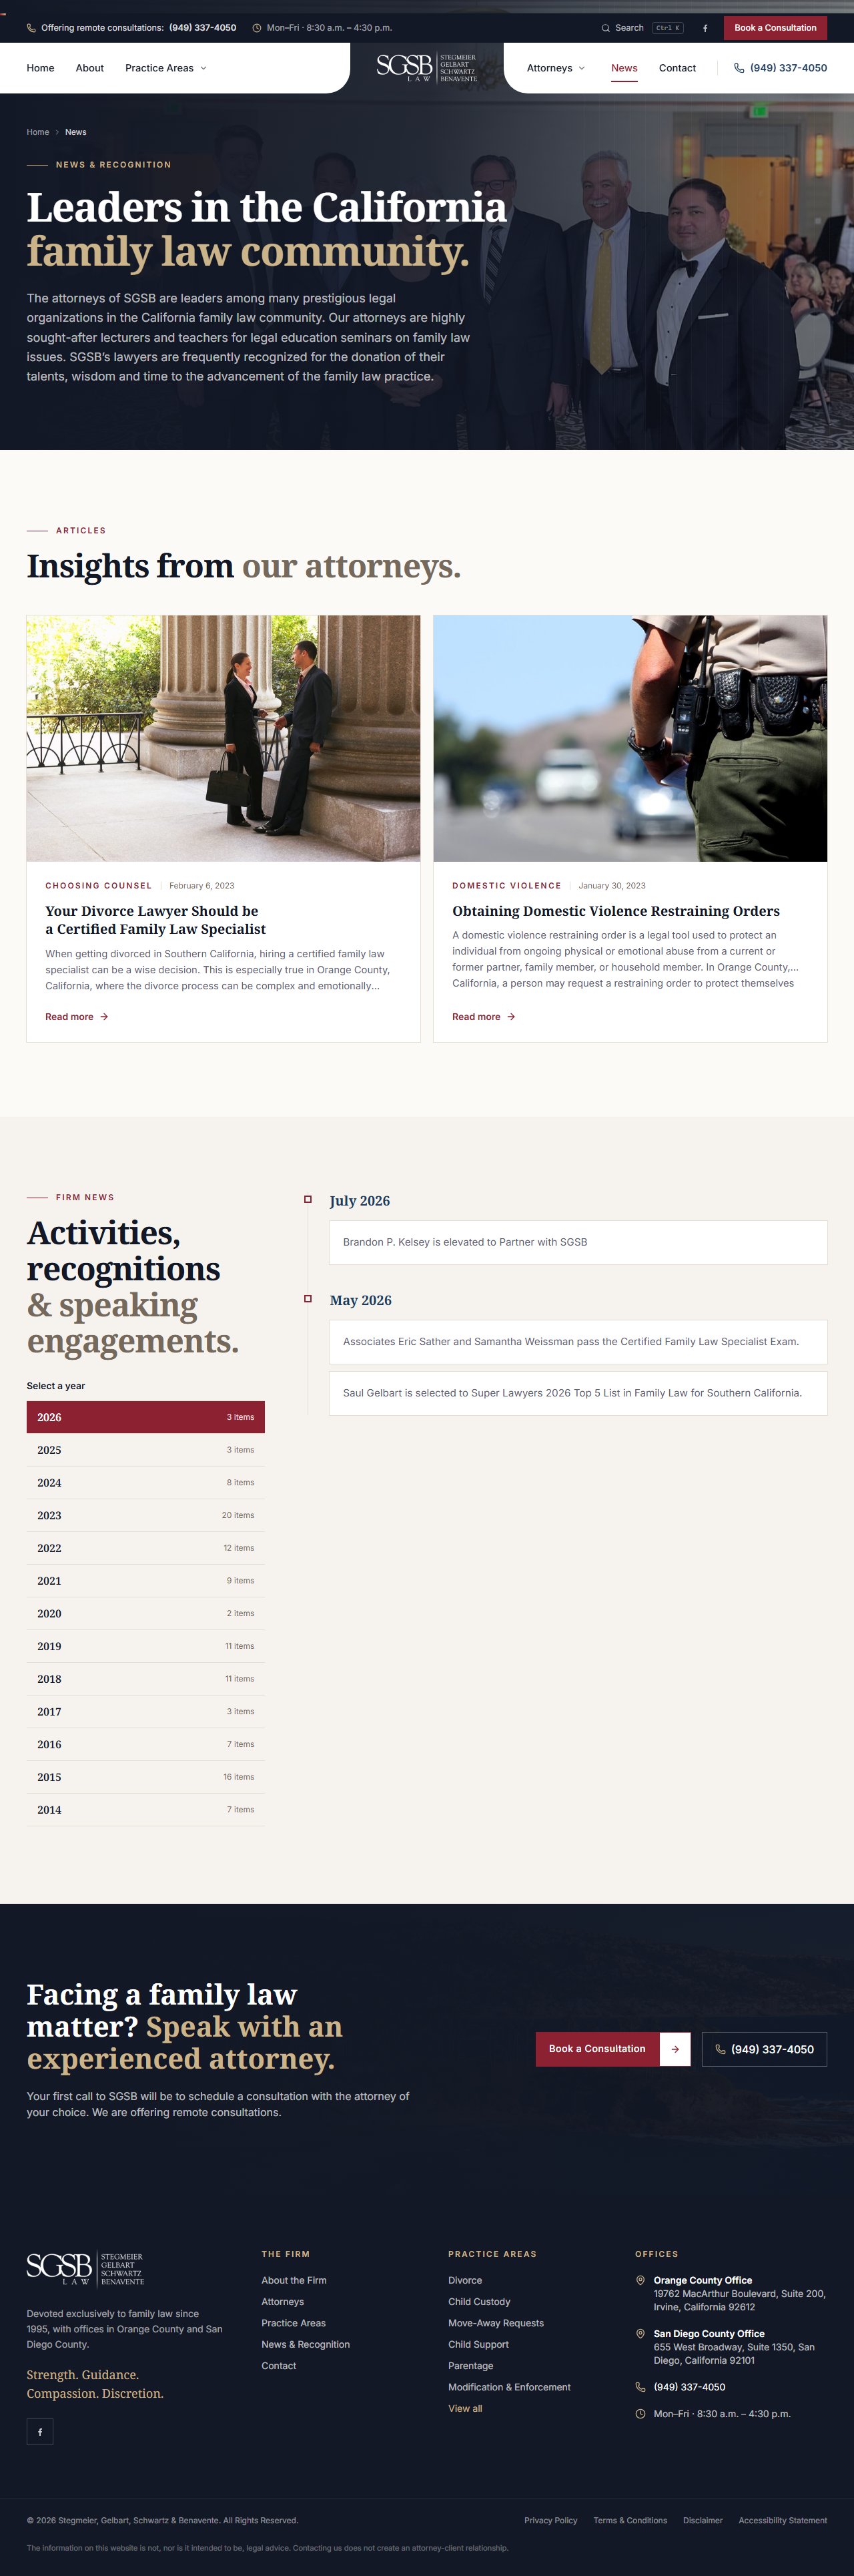 Offering remote consultations: (949) 337-4050
Mon–Fri · 8:30 a.m. – 4:30 p.m.
Search
Ctrl K
Book a Consultation
Home
About
Practice Areas
SGSB
LAW
STEGMEIER
GELBART
SCHWARTZ
BENAVENTE
Attorneys
News
Contact
(949) 337-4050
Home > News
NEWS & RECOGNITION
Leaders in the California
family law community.
The attorneys of SGSB are leaders among many prestigious legal
organizations in the California family law community. Our attorneys are highly
sought-after lecturers and teachers for legal education seminars on family law
issues. SGSB's lawyers are frequently recognized for the donation of their
talents, wisdom and time to the advancement of the family law practice.
ARTICLES
Insights from our attorneys.
CHOOSING COUNSEL
February 6, 2023
Your Divorce Lawyer Should be
a Certified Family Law Specialist
When getting divorced in Southern California, hiring a certified family law
specialist can be a wise decision. This is especially true in Orange County,
California, where the divorce process can be complex and emotionally...
Read more
DOMESTIC VIOLENCE
January 30, 2023
Obtaining Domestic Violence Restraining Orders
A domestic violence restraining order is a legal tool used to protect an
individual from ongoing physical or emotional abuse from a current or
former partner, family member, or household member. In Orange County,...
California, a person may request a restraining order to protect themselves
Read more
FIRM NEWS
Activities,
recognitions
& speaking
engagements.
Select a year
2026 3 items
2025 3 items
2024 8 items
2023 20 items
2022 12 items
2021 9 items
2020 2 items
2019 11 items
2018 11 items
2017 3 items
2016 7 items
2015 16 items
2014 7 items
July 2026
Brandon P. Kelsey is elevated to Partner with SGSB
May 2026
Associates Eric Sather and Samantha Weissman pass the Certified Family Law Specialist Exam.
Saul Gelbart is selected to Super Lawyers 2026 Top 5 List in Family Law for Southern California.
Facing a family law
matter? Speak with an
experienced attorney.
Your first call to SGSB will be to schedule a consultation with the attorney of
your choice. We are offering remote consultations.
Book a Consultation
(949) 337-4050
SGSB
LAW
STEGMEIER
GELBART
SCHWARTZ
BENAVENTE
Devoted exclusively to family law since
1995, with offices in Orange County and San
Diego County.
Strength. Guidance.
Compassion. Discretion.
THE FIRM
About the Firm
Attorneys
Practice Areas
News & Recognition
Contact
PRACTICE AREAS
Divorce
Child Custody
Move-Away Requests
Child Support
Parentage
Modification & Enforcement
View all
OFFICES
Orange County Office
19762 MacArthur Boulevard, Suite 200,
Irvine, California 92612
San Diego County Office
655 West Broadway, Suite 1350, San
Diego, California 92101
(949) 337-4050
Mon–Fri · 8:30 a.m. – 4:30 p.m.
© 2026 Stegmeier, Gelbart, Schwartz & Benavente. All Rights Reserved.
Privacy Policy
Terms & Conditions
Disclaimer
Accessibility Statement
The information on this website is not, nor is it intended to be, legal advice. Contacting us does not create an attorney-client relationship.